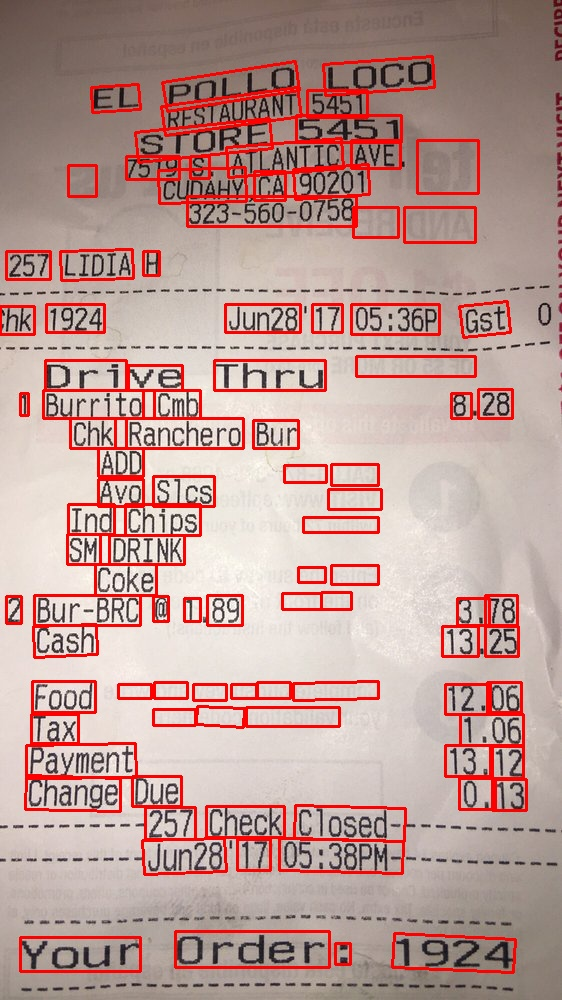 EL POLLO LOCO
RESTAURANT 5451
STORE 5451
7519 S. ATLANTIC AVE.
CUDAHY, CA 90201
323-560-0758
257 LIDIA H
Chk 1924 Jun28'17 05:36P Gst 0
Drive Thru
1 Burrito Cmb 8.28
Chk Ranchero Bur
ADD
Avo Slcs
Ind Chips
SM DRINK
Coke
2 Bur-BRC @ 1.89 3.78
Cash 13.25
Food 12.06
Tax 1.06
Payment 13.12
Change Due 0.13
257 Check Closed
Jun28'17 05:38PM
Your Order: 1924